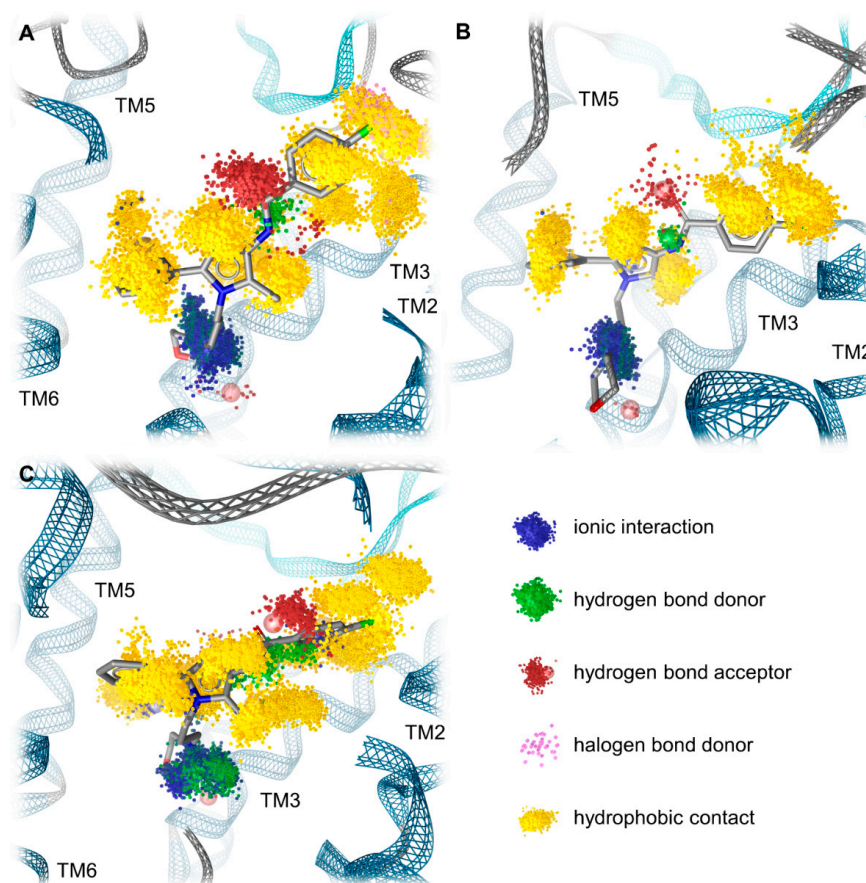 A
TM5
TM3
TM2
TM6
B
TM5
TM3
TM2
C
TM5
TM2
TM3
TM6
ionic interaction
hydrogen bond donor
hydrogen bond acceptor
halogen bond donor
hydrophobic contact